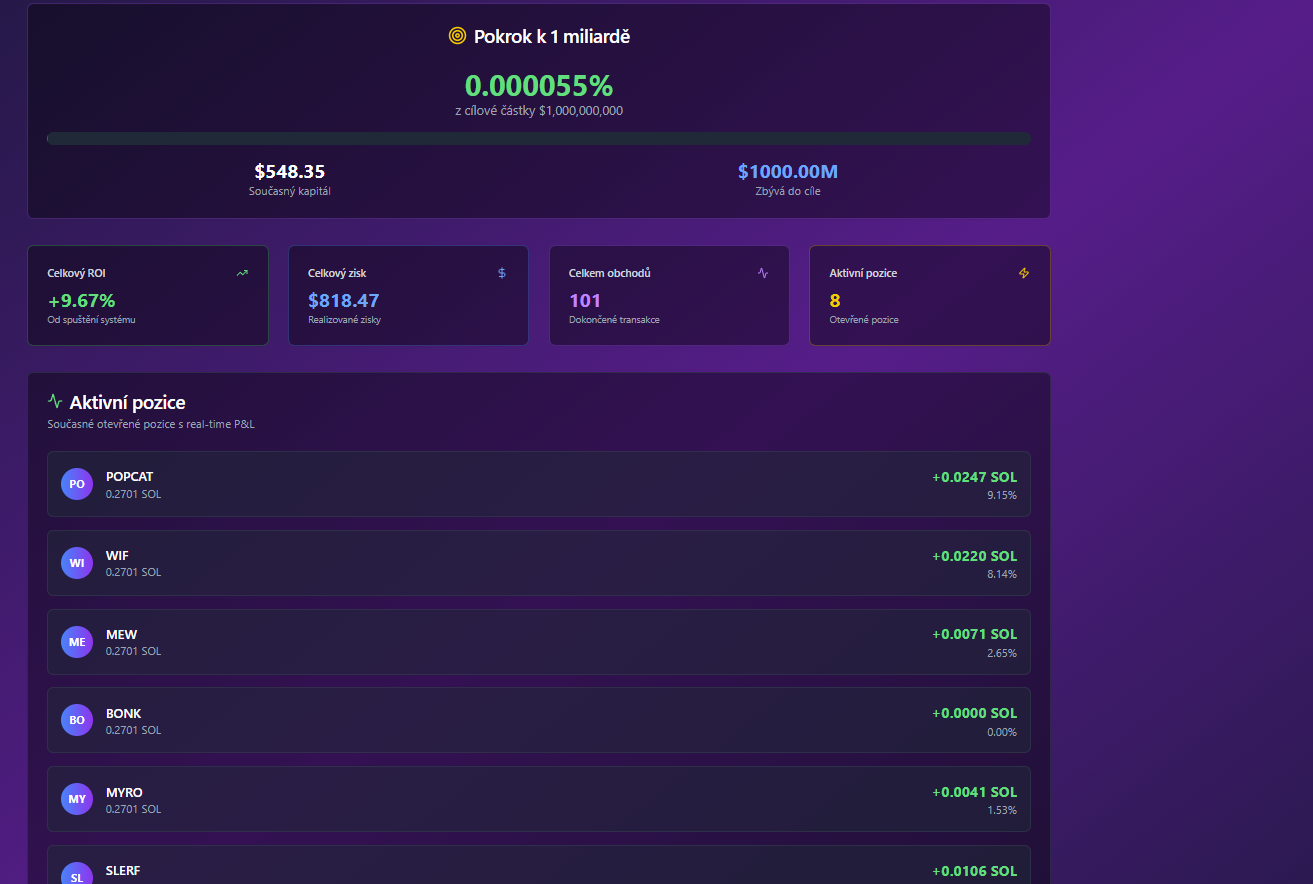 Pokrok k 1 miliardě
0.000055%
z cílové částky $1,000,000,000
$548.35
Současný kapitál
$1000.00M
Zbývá do cíle
Celkový ROI
+9.67%
Od spuštění systému
Celkový zisk
$
$818.47
Realizované zisky
Celkem obchodů
101
Dokončené transakce
Aktivní pozice
8
Otevřené pozice
Aktivní pozice
Současné otevřené pozice s real-time P&L
PO
POPCAT
0.2701 SOL
+0.0247 SOL
9.15%
WI
WIF
0.2701 SOL
+0.0220 SOL
8.14%
ME
MEW
0.2701 SOL
+0.0071 SOL
2.65%
BO
BONK
0.2701 SOL
+0.0000 SOL
0.00%
MY
MYRO
0.2701 SOL
+0.0041 SOL
1.53%
SL
SLERF
+0.0106 SOL